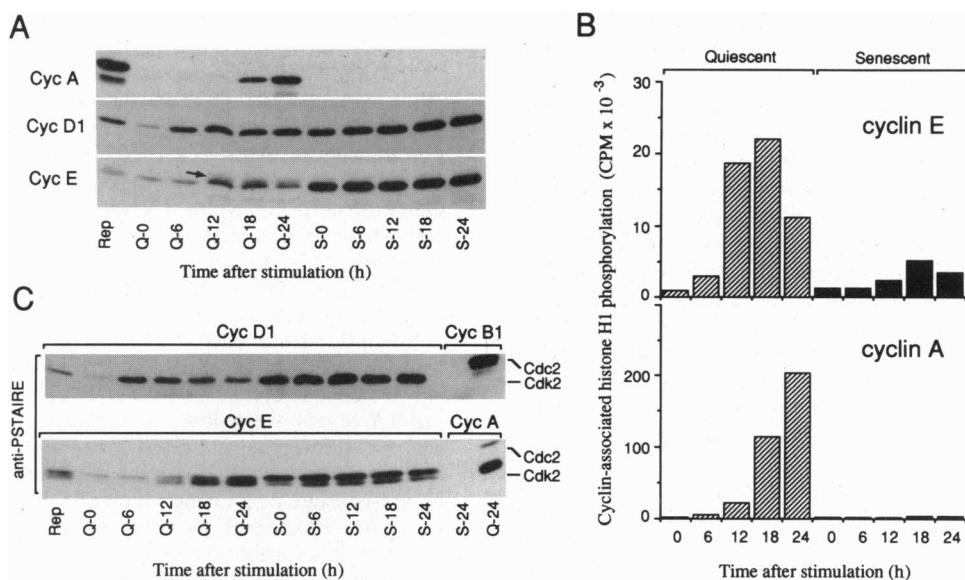 A
Cyc A
Cyc D1
Cyc E
Rep
Q-0
Q-6
Q-12
Q-18
Q-24
S-0
S-6
S-12
S-18
S-24
Time after stimulation (h)
B
Quiescent
Senescent
Cyclin-associated histone H1 phosphorylation (CPM x 10 -3)
30
20
10
0
cyclin E
200
100
0
cyclin A
0 6 12 18 24 0 6 12 18 24
Time after stimulation (h)
C
anti-PSTAIRE
Cyc D1
Cyc B1
Cdc2
Cdk2
Cyc E
Cyc A
Cdc2
Cdk2
Rep
Q-0
Q-6
Q-12
Q-18
Q-24
S-0
S-6
S-12
S-18
S-24
S-24
Q-24
Time after stimulation (h)